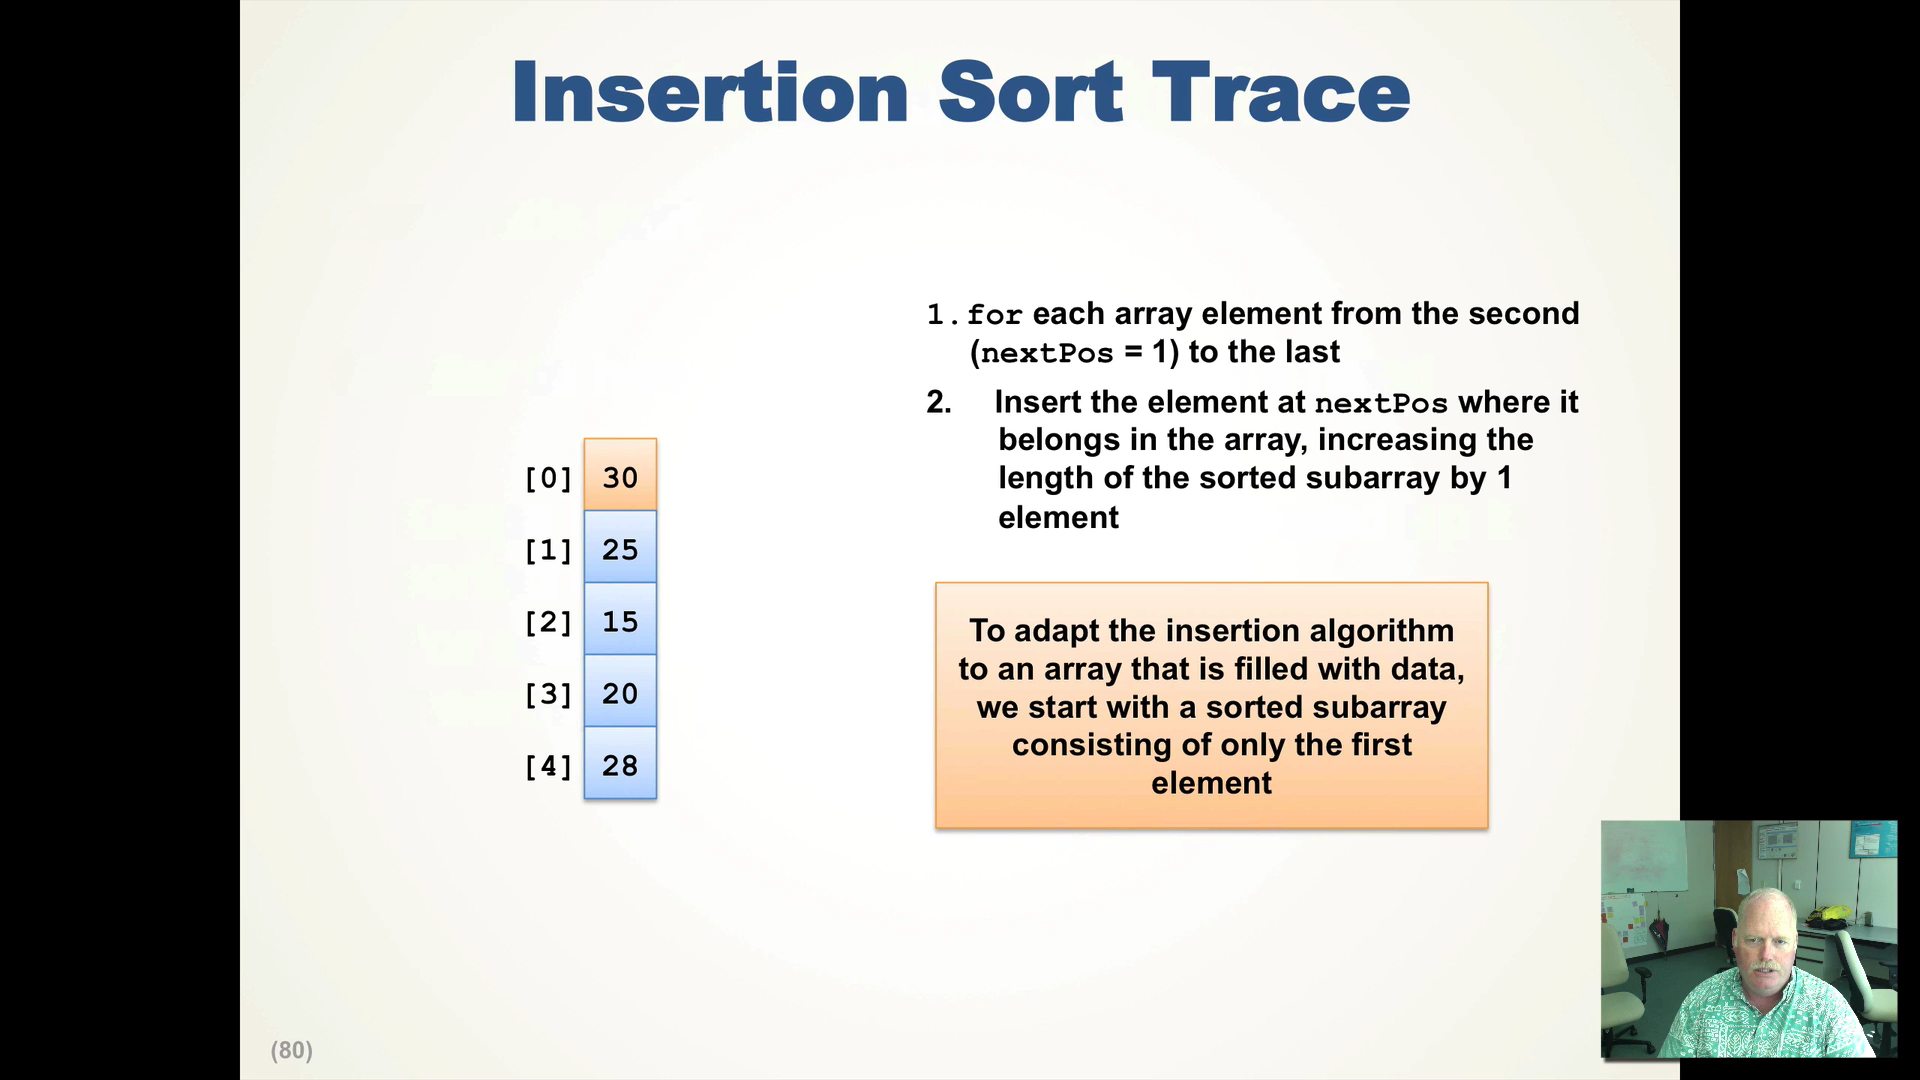 Insertion Sort Trace
1. for each array element from the second
(nextPos = 1) to the last
2. Insert the element at nextPos where it
belongs in the array, increasing the
length of the sorted subarray by 1
element
[0] 30
[1] 25
[2] 15
[3] 20
[4] 28
To adapt the insertion algorithm
to an array that is filled with data,
we start with a sorted subarray
consisting of only the first
element
(80)